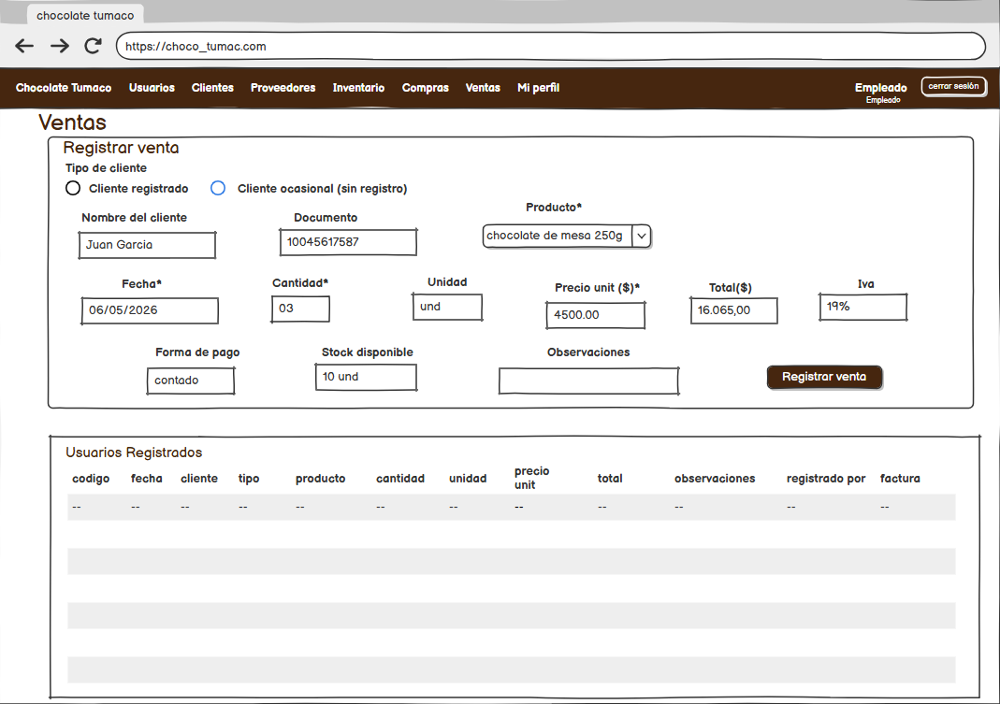 chocolate tumaco
https://choco_tumac.com
Chocolate Tumaco Usuarios Clientes Proveedores Inventario Compras Ventas Mi perfil Empleado cerrar sesión
Empleado
Ventas
Registrar venta
Tipo de cliente
Cliente registrado Cliente ocasional (sin registro)
Producto*
Nombre del cliente Documento
chocolate de mesa 250g
Juan Garcia 10045617587
Fecha* Cantidad* Unidad Precio unit ($)* Total($) Iva
06/05/2026 03 und 4500.00 16.065,00 19%
Forma de pago Stock disponible Observaciones
contado 10 und Registrar venta
Usuarios Registrados
codigo fecha cliente tipo producto cantidad unidad precio unit total observaciones registrado por factura
-- -- -- -- -- -- -- -- -- -- -- --